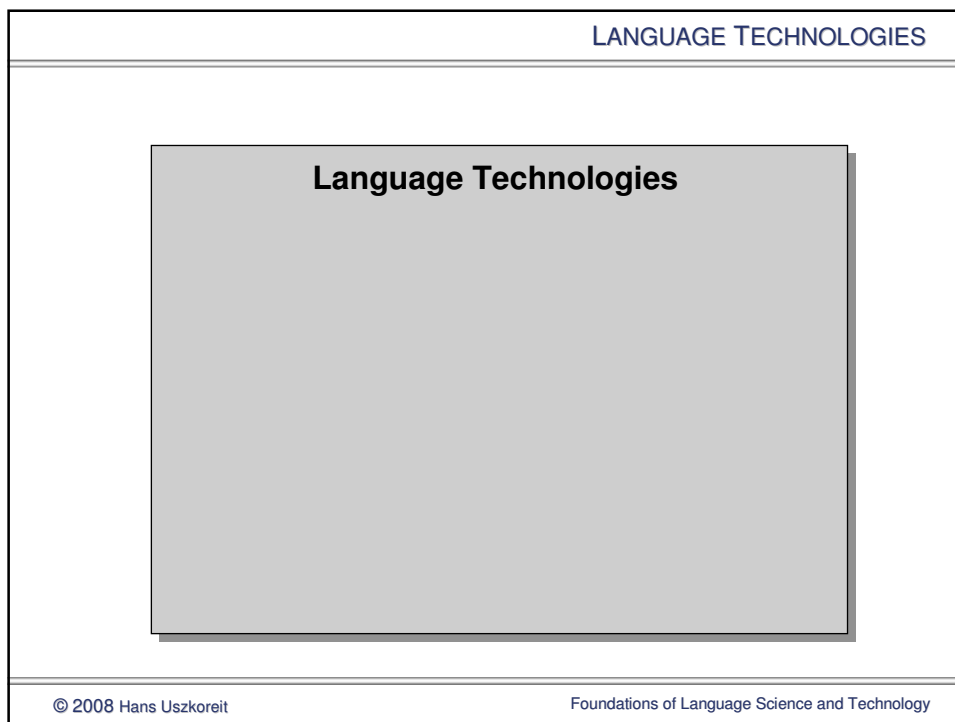 LANGUAGE TECHNOLOGIES
Language Technologies
© 2008 Hans Uszkoreit
Foundations of Language Science and Technology